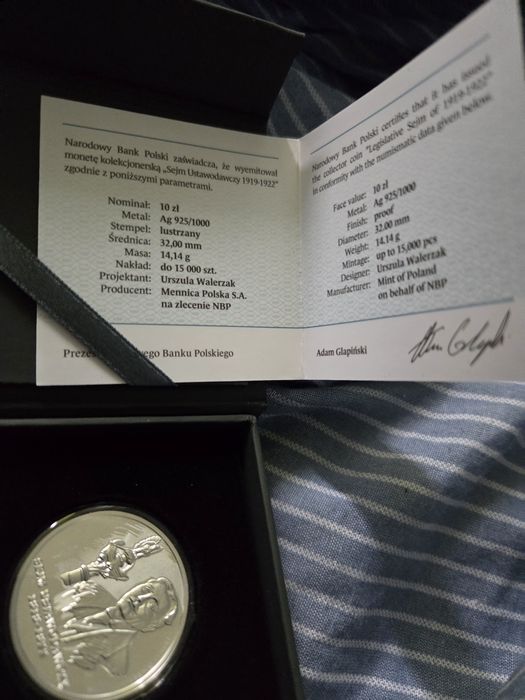 Narodowy Bank Polski zaświadcza, że wyemitował
monetę kolekcjonerską „Sejm Ustawodawczy 1919-1922”
zgodnie z poniższymi parametrami.
Nominał: 10 zł
Metal: Ag 925/1000
Stempel: lustrzany
Średnica: 32,00 mm
Masa: 14,14 g
Nakład: do 15 000 szt.
Projektant: Urszula Walerzak
Producent: Mennica Polska S.A.
na zlecenie NBP
Prezes Banku Polskiego
Narodowy Bank Polski certifies that it has issued
the collector coin "Legislative Sejm of 1919-1922"
in conformity with the numismatic data given below.
Face value: 10 zł
Metal: Ag 925/1000
Finish: proof
Diameter: 32.00 mm
Weight: 14.14 g
Mintage: up to 15,000 pcs
Designer: Urszula Walerzak
Manufacturer: Mint of Poland
on behalf of NBP
Adam Glapiński